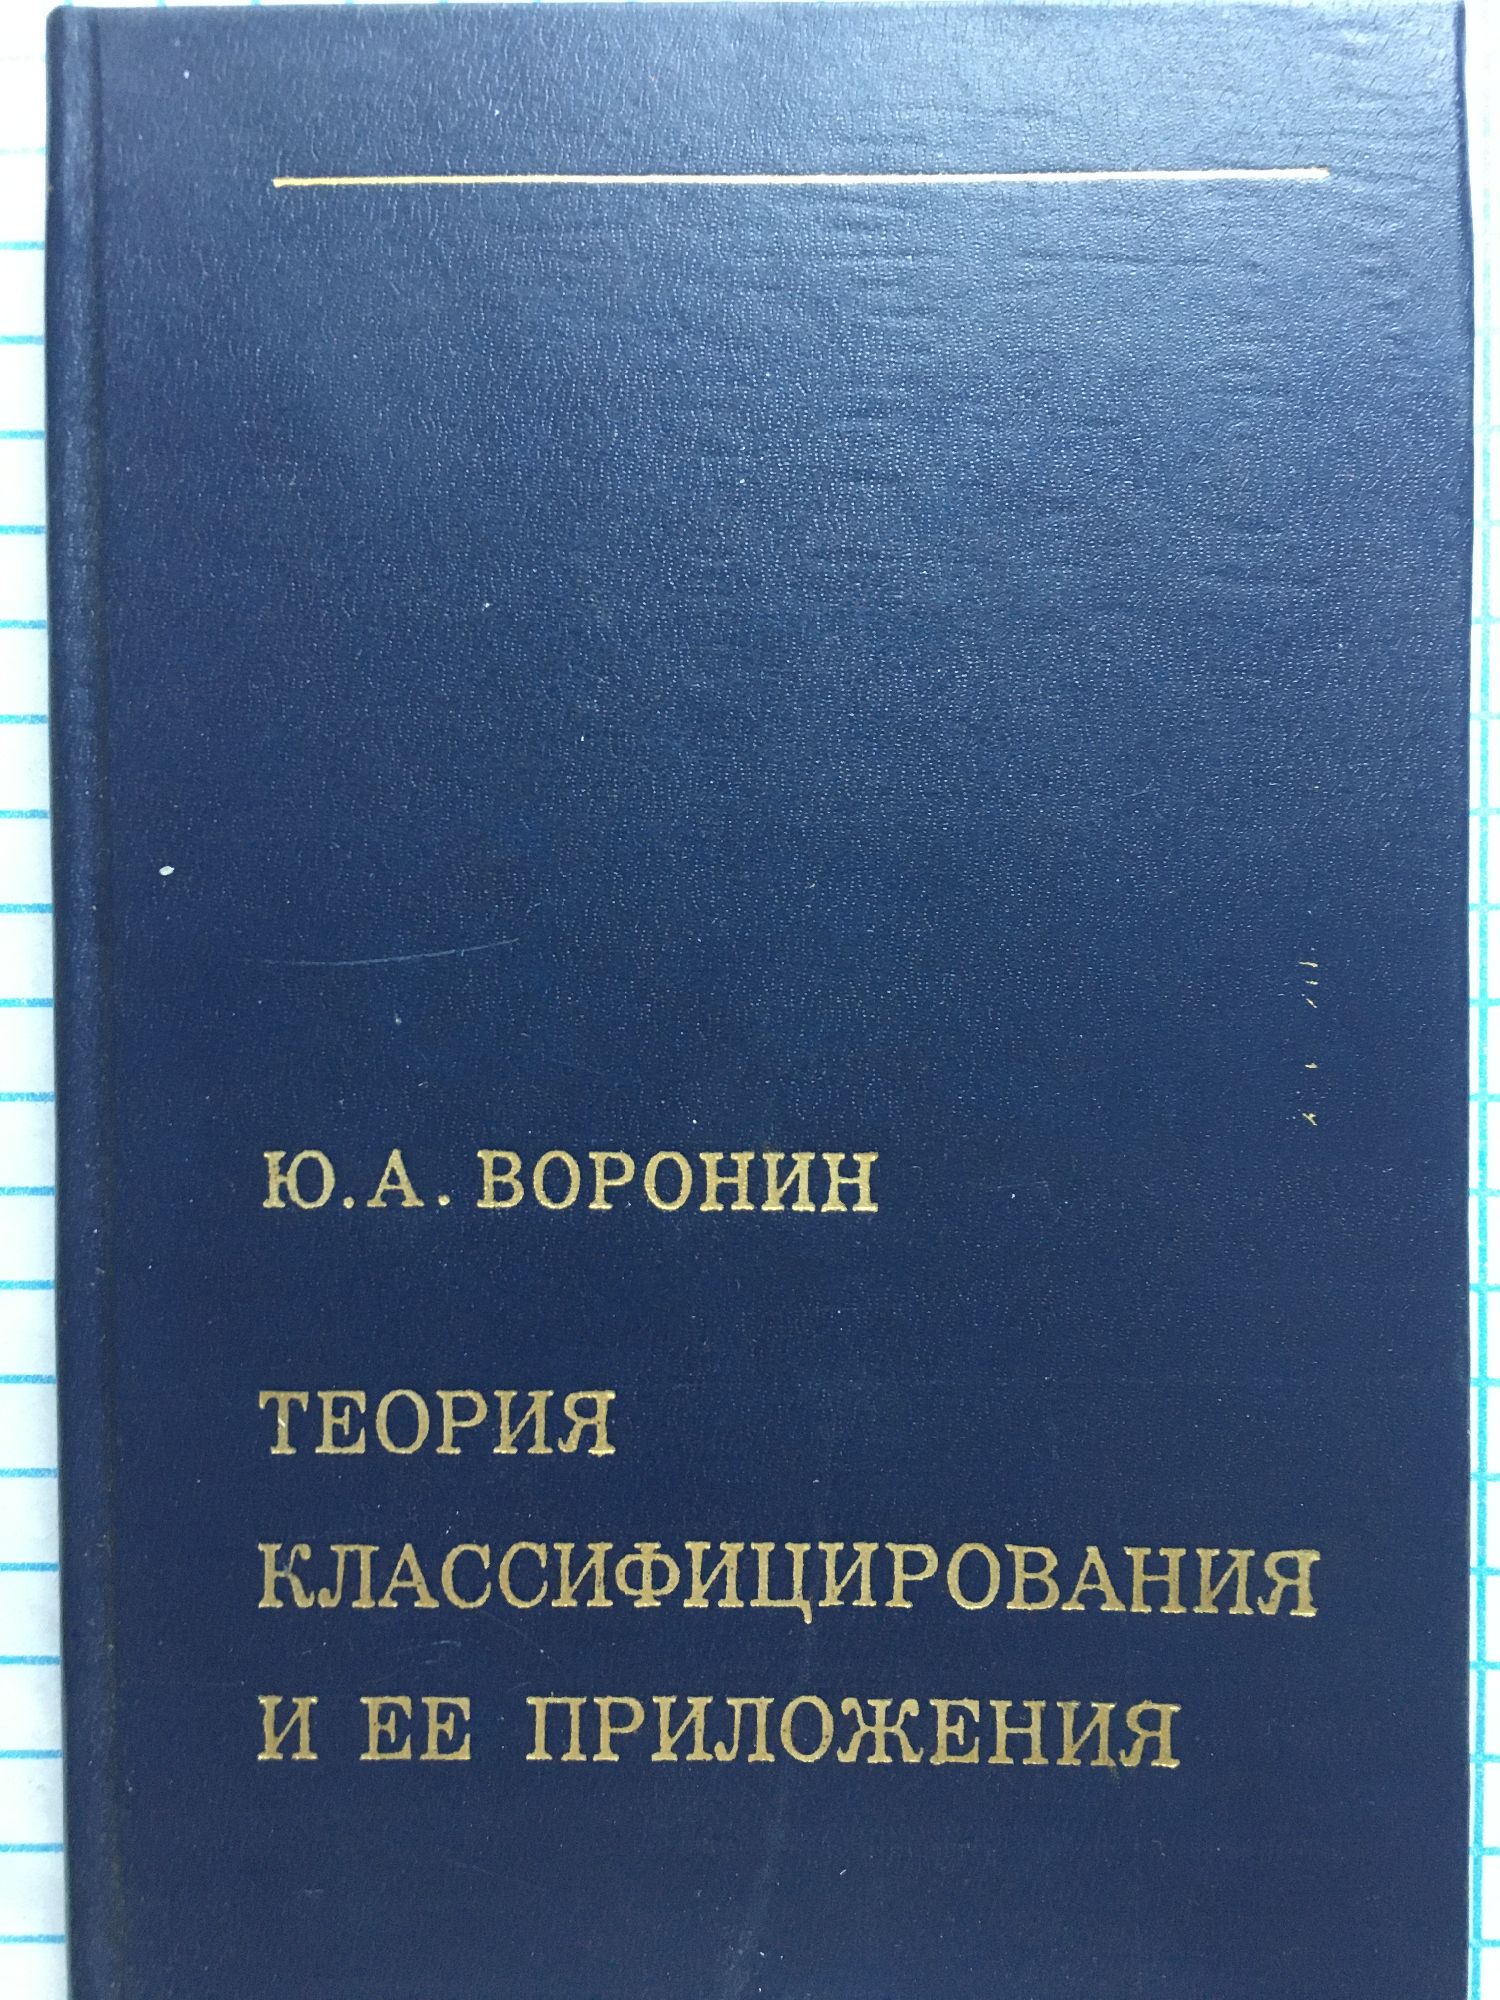 Ю.А. ВОРОНИН
ТЕОРИЯ
КЛАССИФИЦИРОВАНИЯ
И ЕЕ ПРИЛОЖЕНИЯ